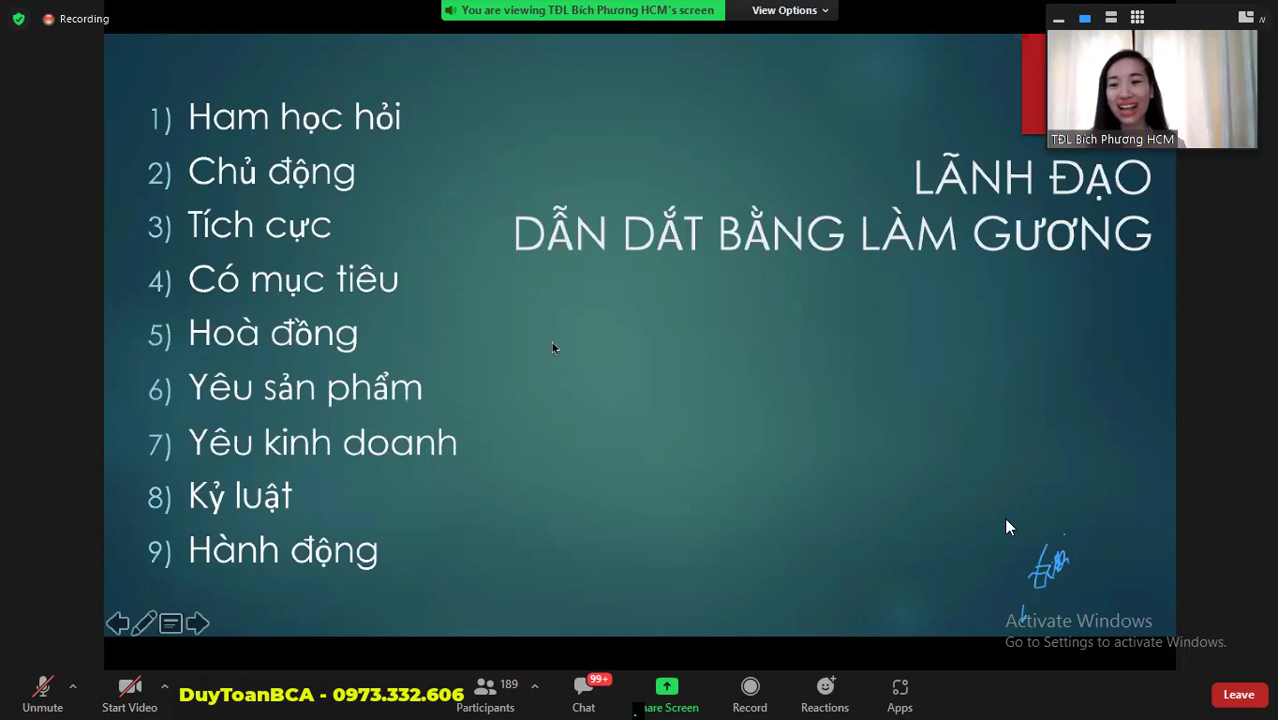 Recording
You are viewing TĐL Bích Phương HCM's screen
View Options
TĐL Bích Phương HCM
1) Ham học hỏi
2) Chủ động
3) Tích cực
4) Có mục tiêu
5) Hoà đồng
6) Yêu sản phẩm
7) Yêu kinh doanh
8) Kỷ luật
9) Hành động
LÃNH ĐẠO
DẪN DẮT BẰNG LÀM GƯƠNG
Activate Windows
Go to Settings to activate Windows.
Unmute
Start Video
DuyToanBCA - 0973.332.606
189
Participants
99+
Chat
hare Screen
Record
Reactions
Apps
Leave